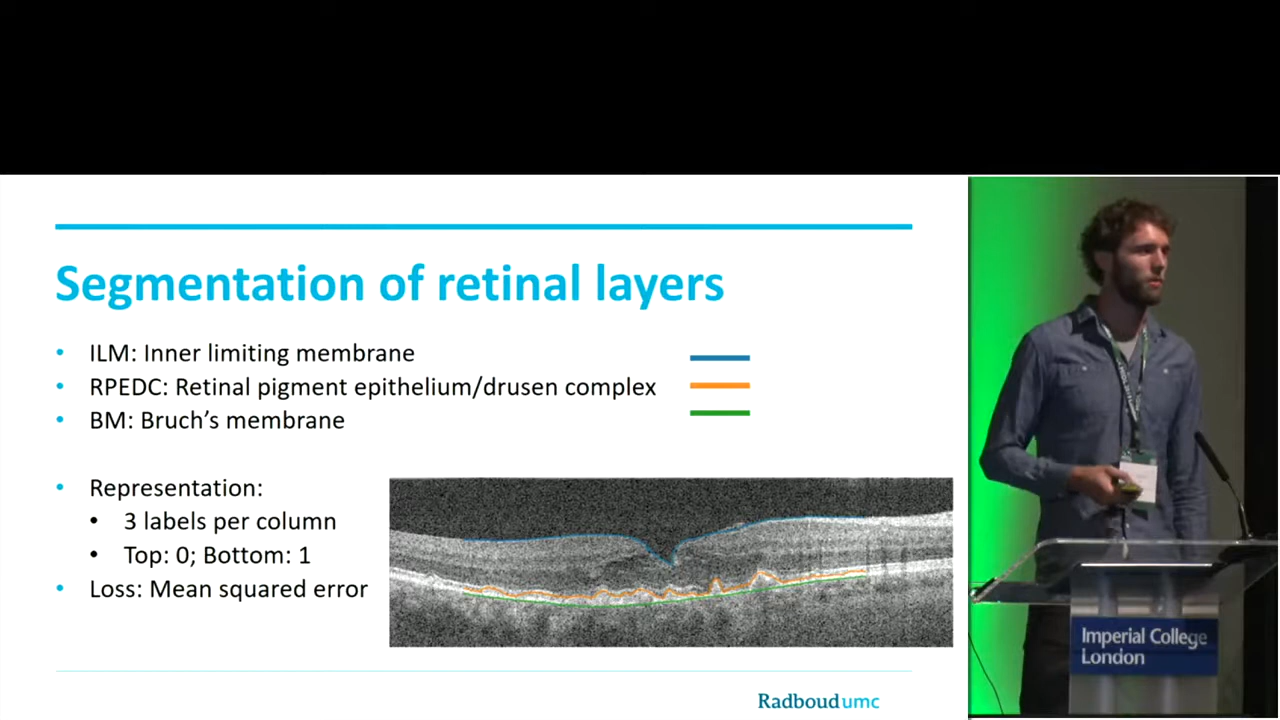 Segmentation of retinal layers
• ILM: Inner limiting membrane
• RPEDC: Retinal pigment epithelium/drusen complex
• BM: Bruch's membrane
• Representation:
• 3 labels per column
• Top: 0; Bottom: 1
• Loss: Mean squared error
Radboudumc
Imperial College
London